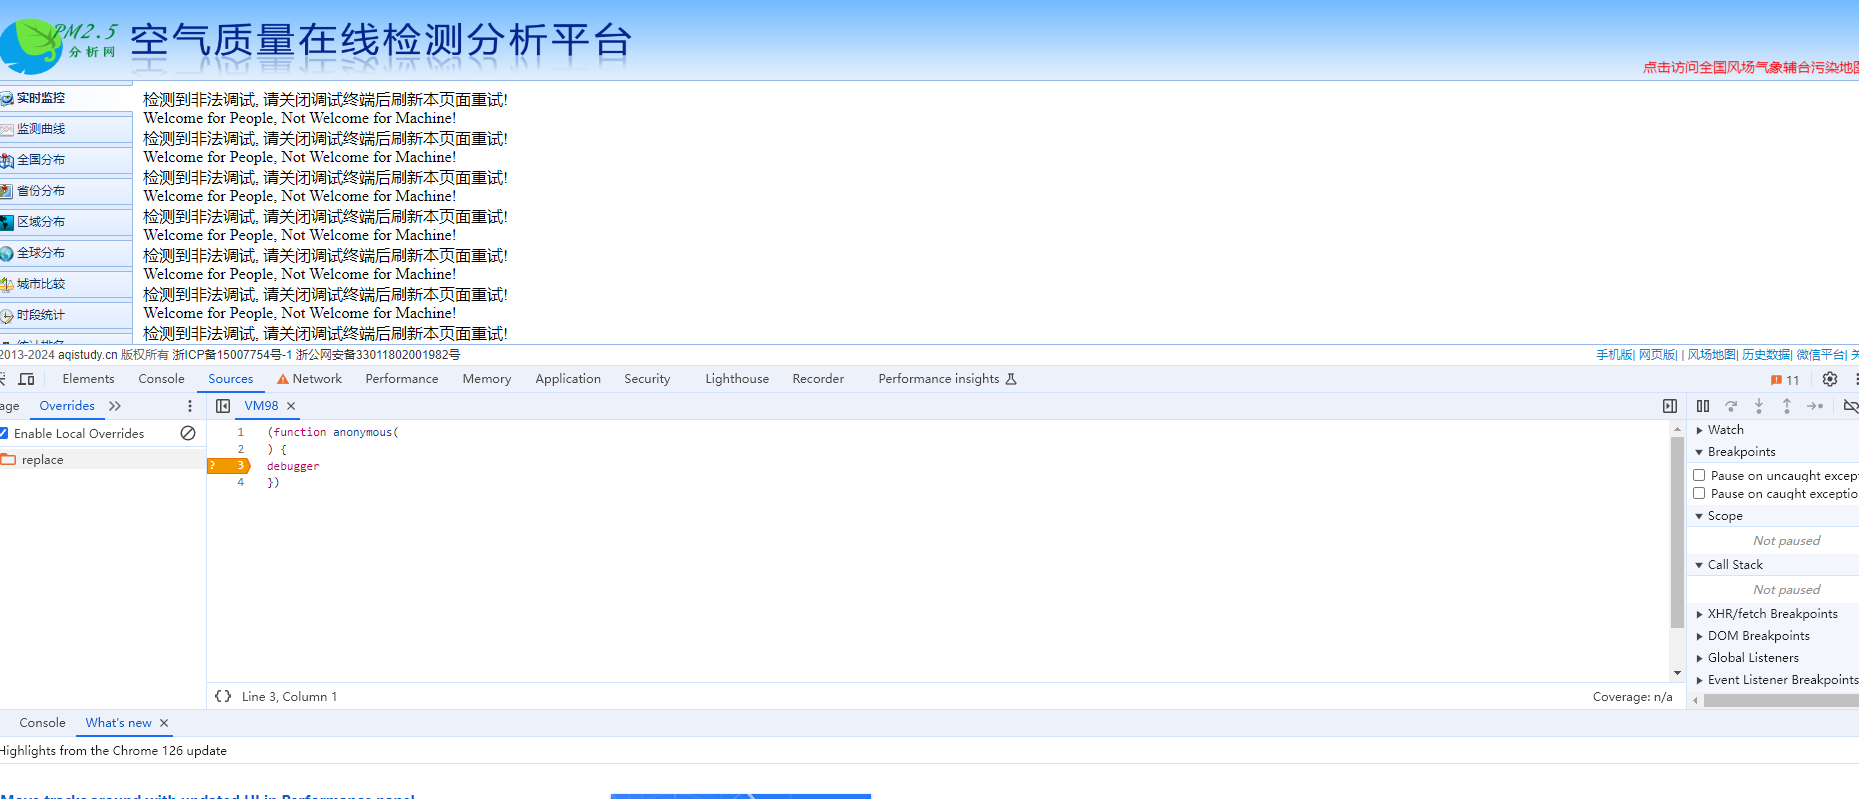 PM2.5
分析网
空气质量在线检测分析平台
点击访问全国风场气象辅合污染地图
实时监控
监测曲线
全国分布
省份分布
区域分布
全球分布
城市比较
时段统计
检测到非法调试, 请关闭调试终端后刷新本页面重试!
Welcome for People, Not Welcome for Machine!
检测到非法调试, 请关闭调试终端后刷新本页面重试!
Welcome for People, Not Welcome for Machine!
检测到非法调试, 请关闭调试终端后刷新本页面重试!
Welcome for People, Not Welcome for Machine!
检测到非法调试, 请关闭调试终端后刷新本页面重试!
Welcome for People, Not Welcome for Machine!
检测到非法调试, 请关闭调试终端后刷新本页面重试!
Welcome for People, Not Welcome for Machine!
检测到非法调试, 请关闭调试终端后刷新本页面重试!
Welcome for People, Not Welcome for Machine!
检测到非法调试, 请关闭调试终端后刷新本页面重试!
2013-2024 aqistudy.cn 版权所有 浙ICP备15007754号-1 浙公网安备33011802001982号
手机版| 网页版| | 风场地图| 历史数据| 微信平台| 关
Elements Console Sources Network Performance Memory Application Security Lighthouse Recorder Performance insights 11
age Overrides
VM98
Enable Local Overrides
replace
1 (function anonymous(
2 ) {
? 3 debugger
4 })
Watch
Breakpoints
Pause on uncaught excep
Pause on caught exceptio
Scope
Not paused
Call Stack
Not paused
XHR/fetch Breakpoints
DOM Breakpoints
Global Listeners
Event Listener Breakpoints
{} Line 3, Column 1
Coverage: n/a
Console What's new
Highlights from the Chrome 126 update
Move tracks around with updated UI in Performance panel